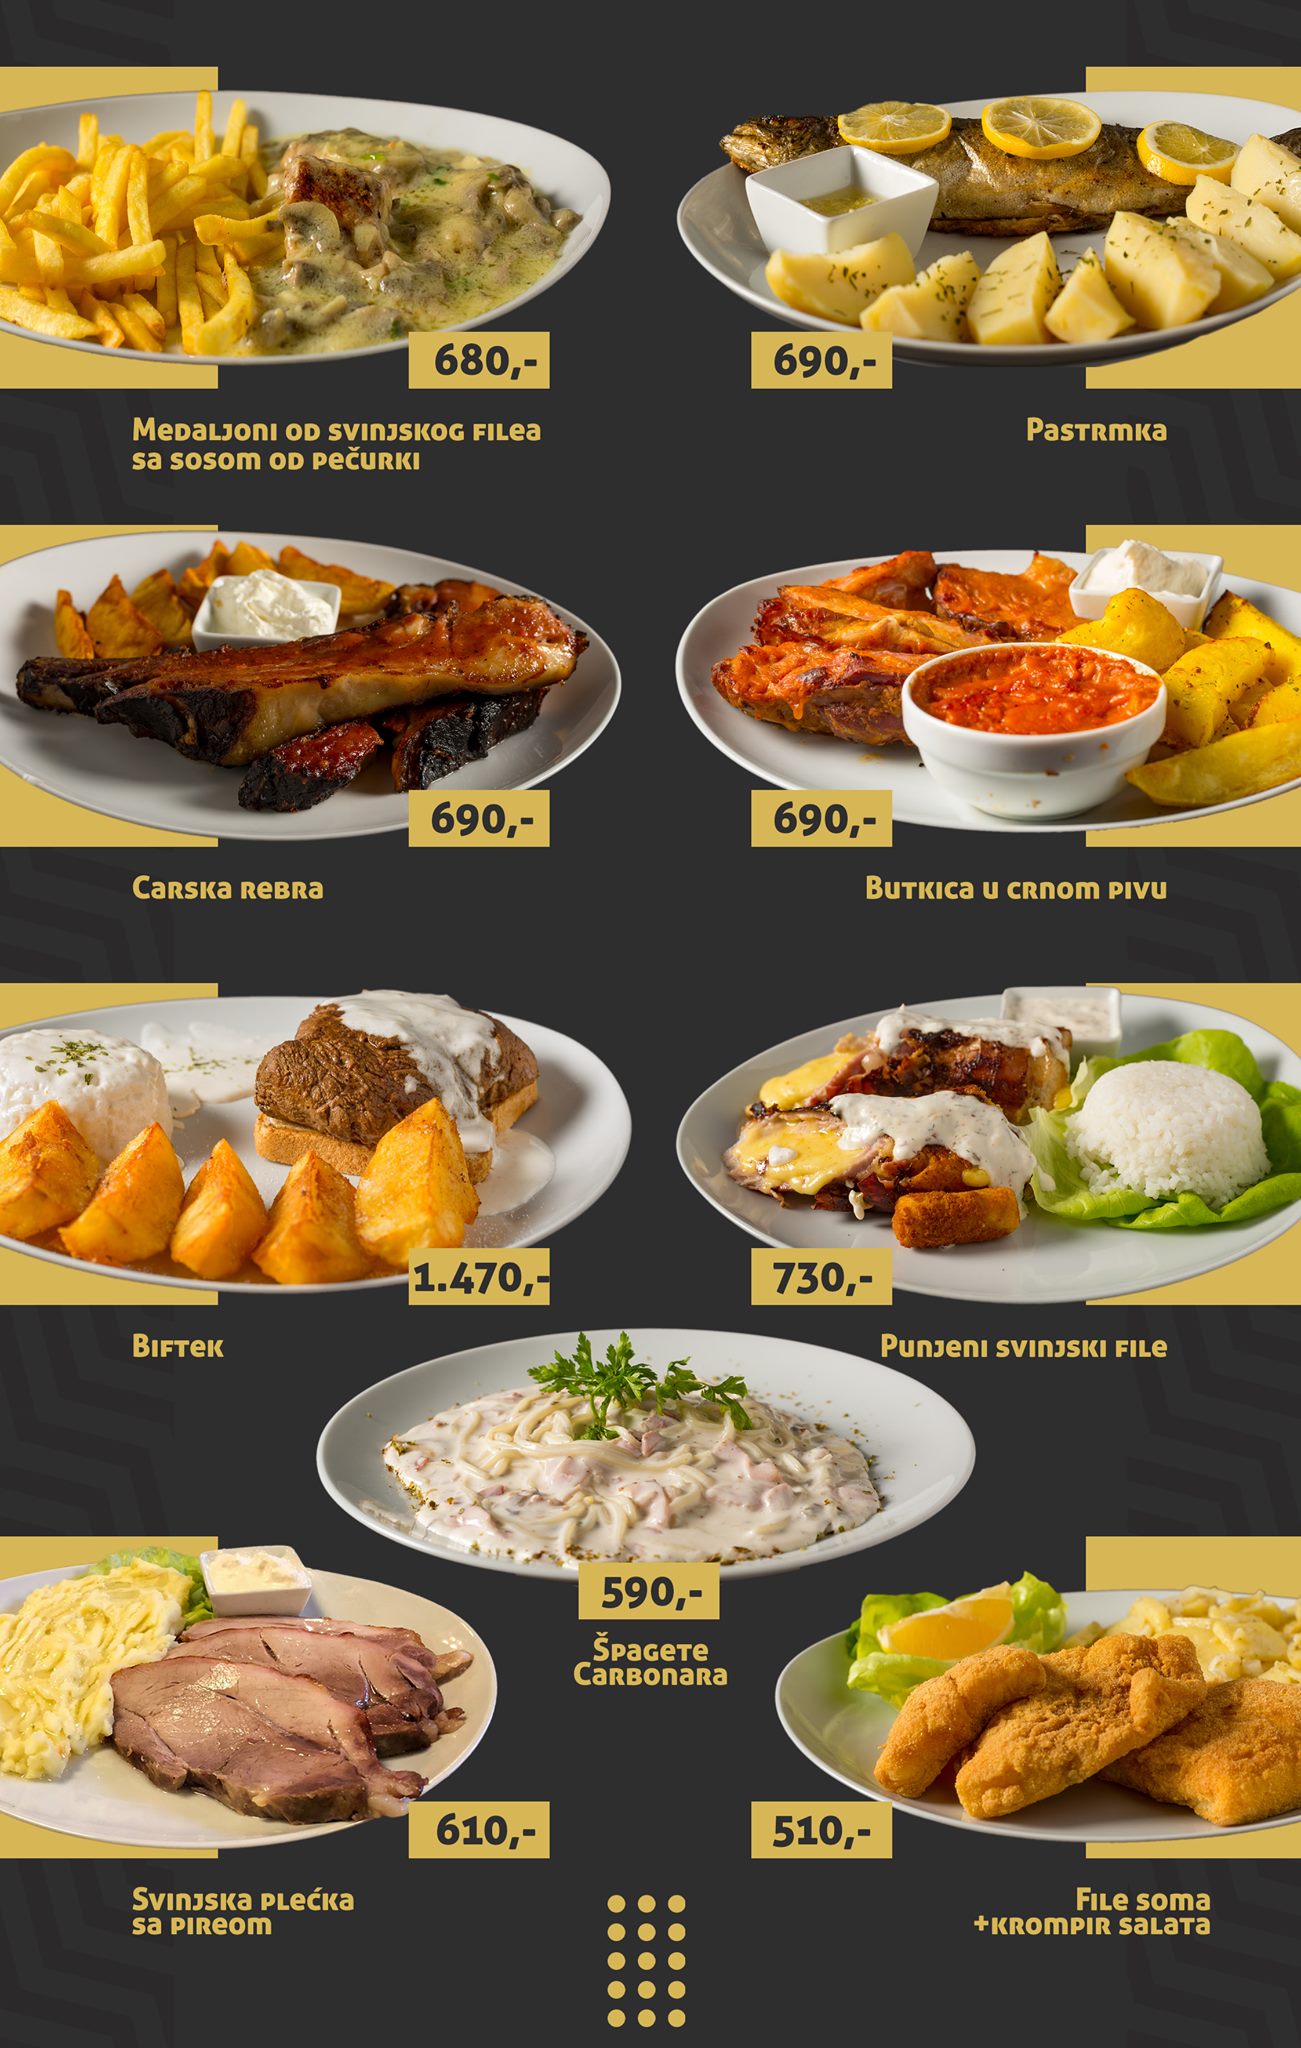 680,-
Medaljoni od svinjskog filea
sa sosom od pečurki
690,-
Pastrmka
690,-
Carska rebra
690,-
Butkica u crnom pivu
1.470,-
Biftek
730,-
Punjeni svinjski file
590,-
Špagete
Carbonara
610,-
Svinjska plećka
sa pireom
510,-
File soma
+krompir salata